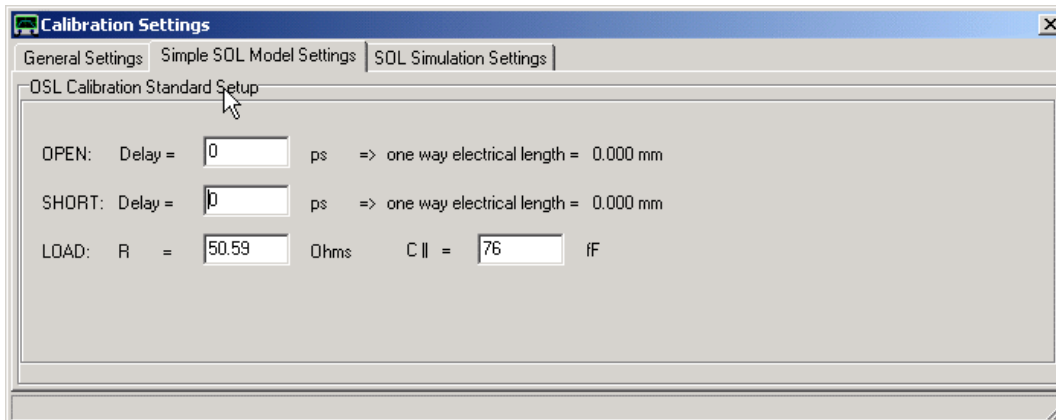 Calibration Settings
General Settings Simple SOL Model Settings SOL Simulation Settings
OSL Calibration Standard Setup
OPEN: Delay = 0 ps => one way electrical length = 0.000 mm
SHORT: Delay = 0 ps => one way electrical length = 0.000 mm
LOAD: R = 50.59 Ohms C || = 76 fF